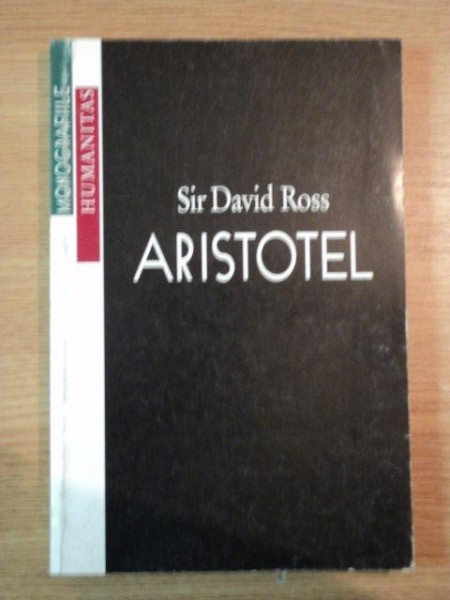 MONOGRAFIILE
HUMANITAS
Sir David Ross
ARISTOTEL